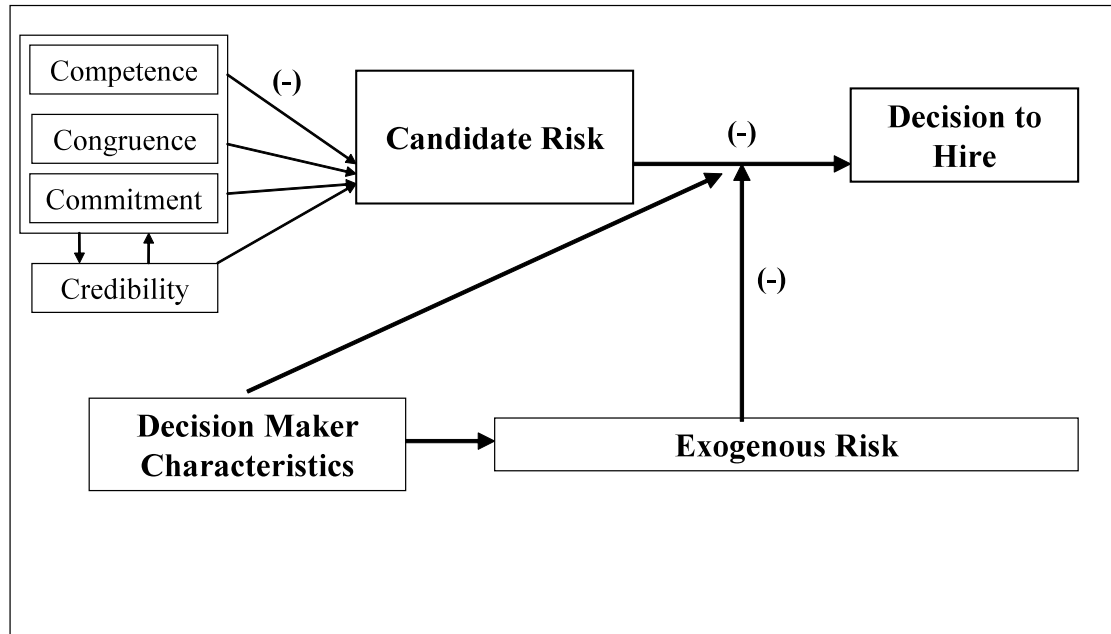 Competence
(-)
Congruence
Commitment
Credibility
Candidate Risk
(-)
Decision to
Hire
(-)
Decision Maker
Characteristics
Exogenous Risk